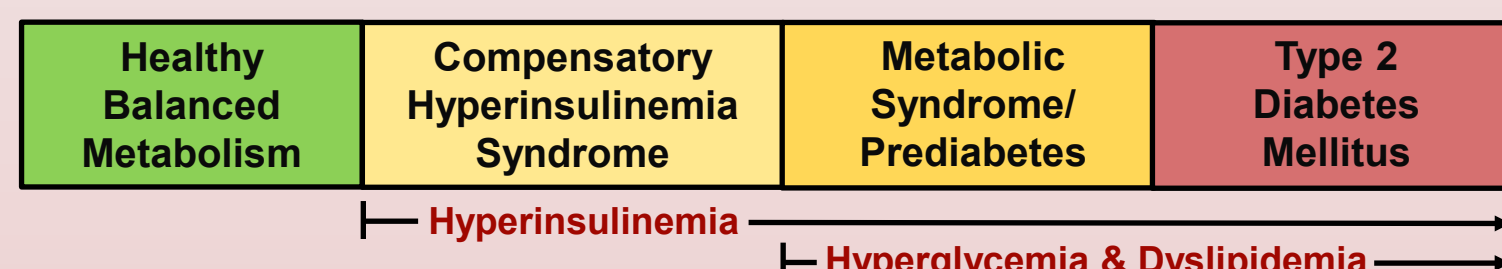 Healthy
Balanced
Metabolism
Compensatory
Hyperinsulinemia
Syndrome
Metabolic
Syndrome/
Prediabetes
Type 2
Diabetes
Mellitus
Hyperinsulinemia
Hyperglycemia & Dyslipidemia